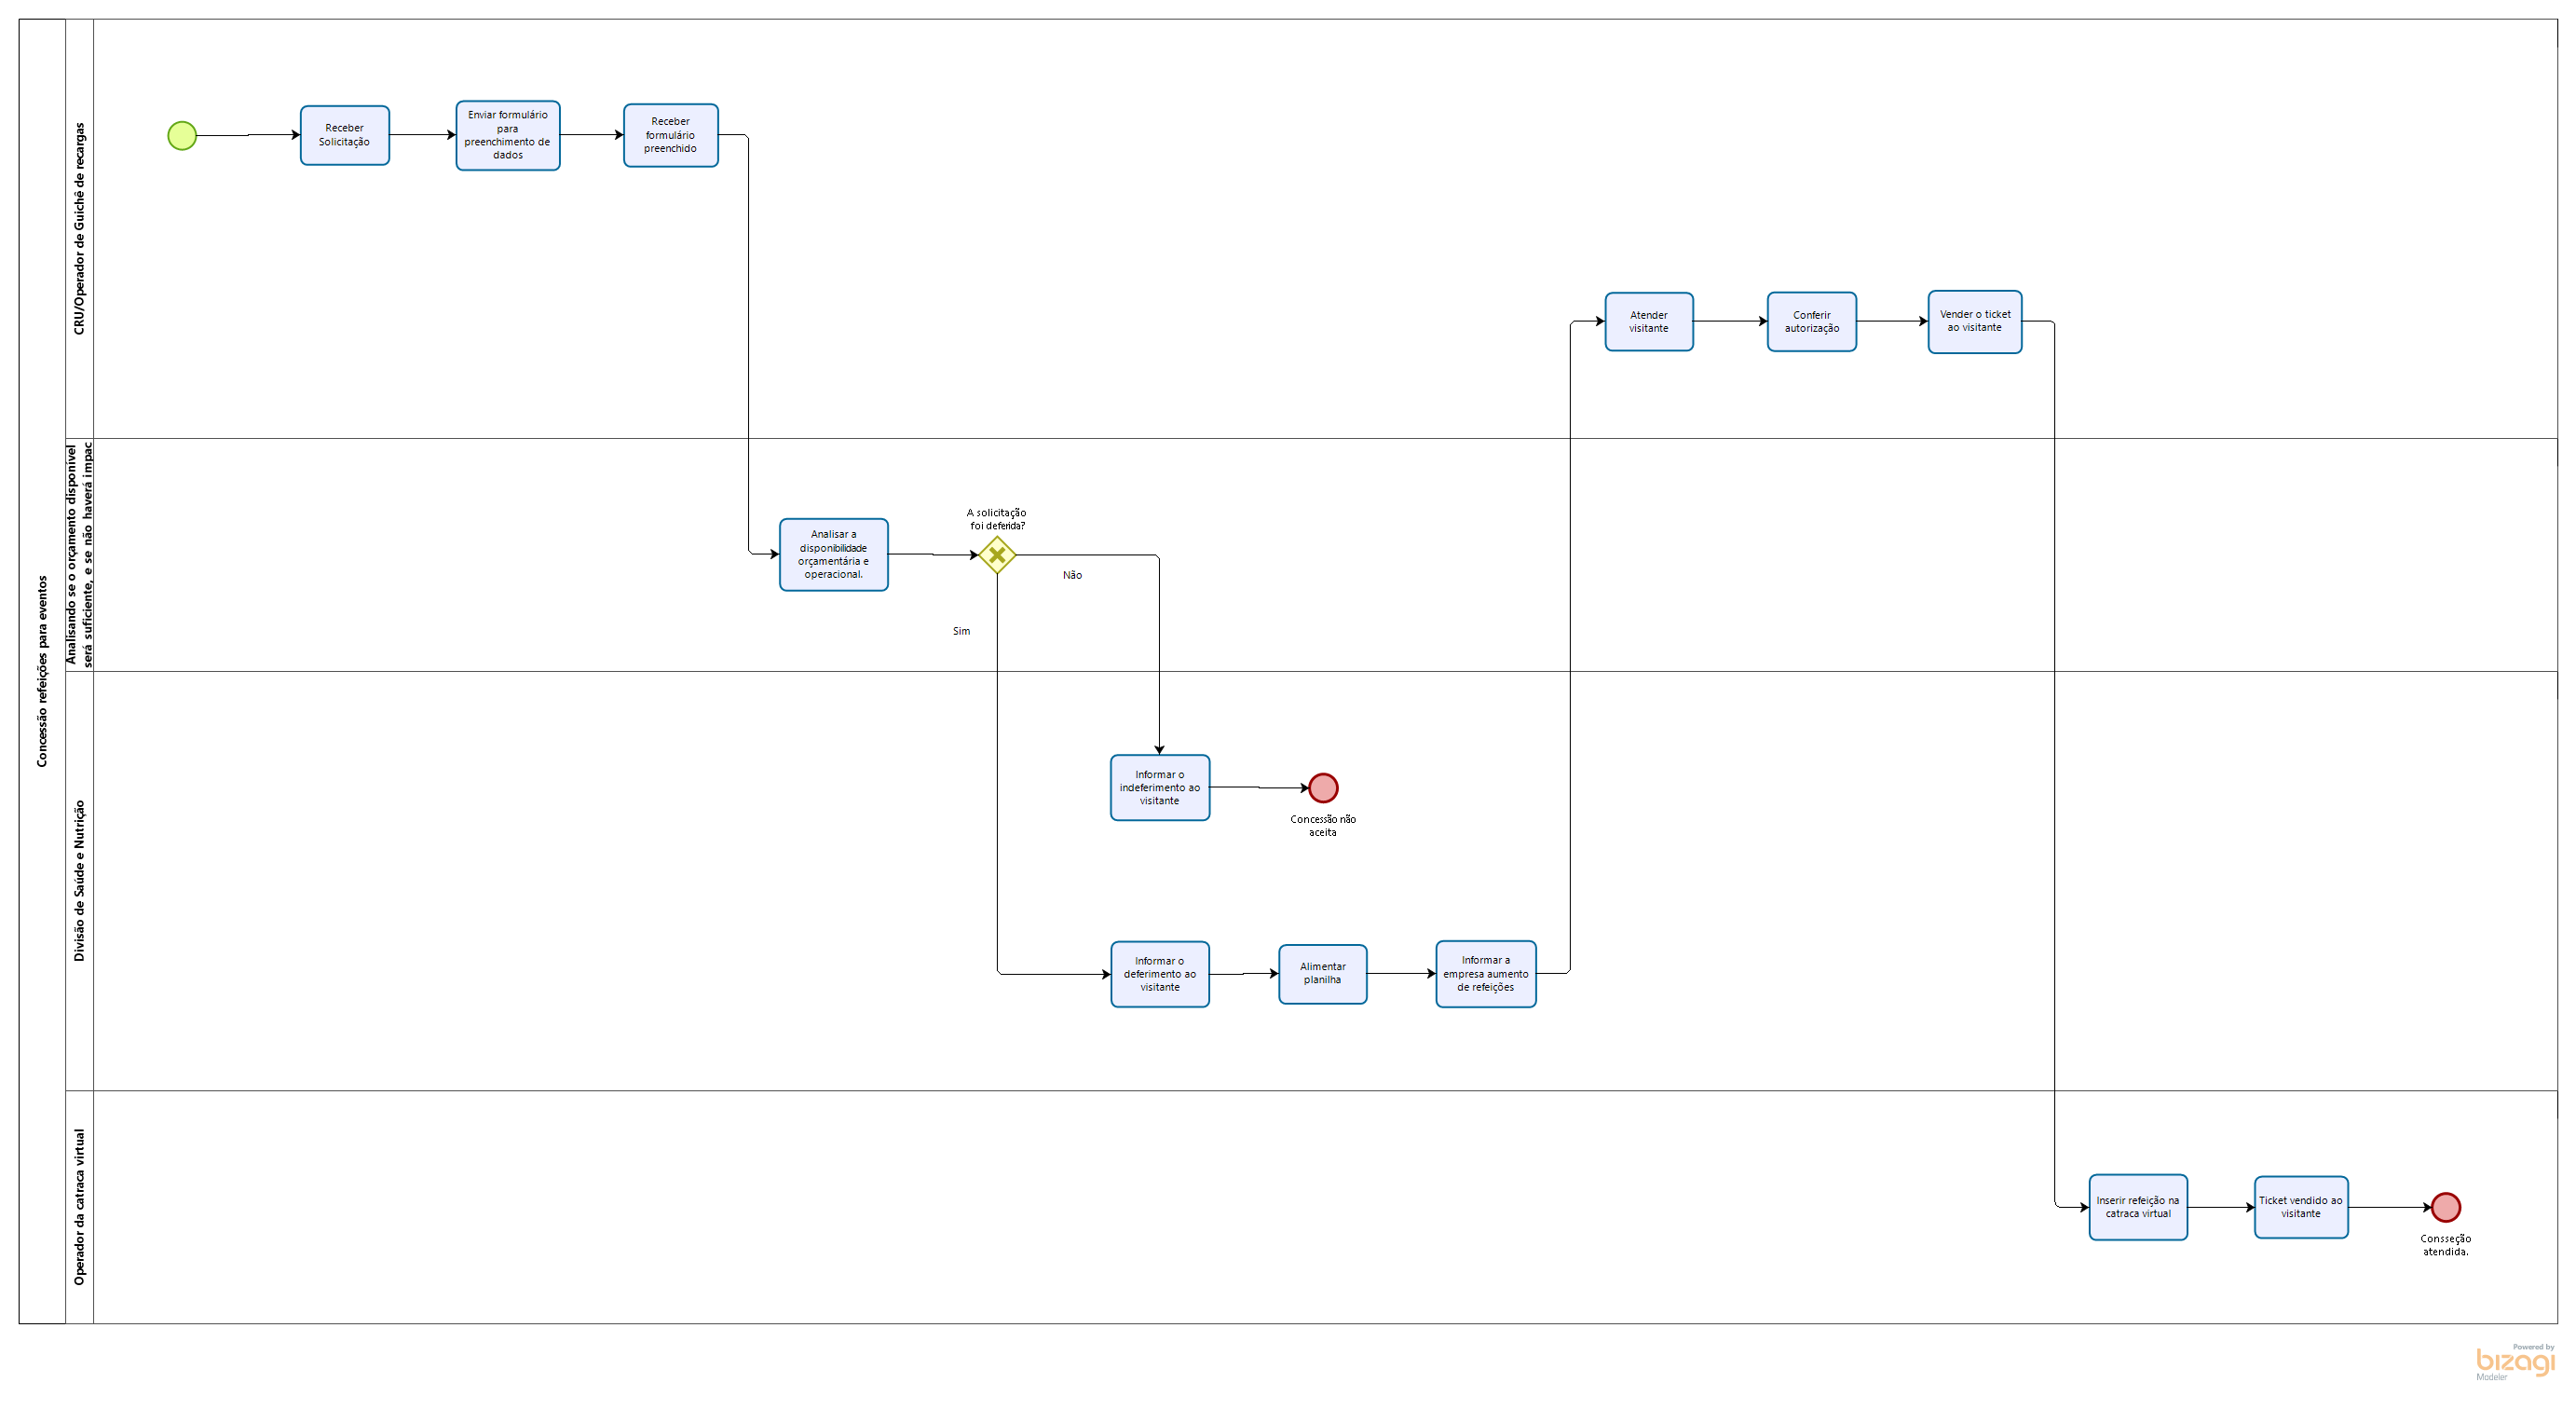 Concessão refeições para eventos
CRU/Operador de Guichê de recargas
Receber
Solicitação
Enviar formulário
para
preenchimento de
dados
Receber
formulário
preenchido
Atender
visitante
Conferir
autorização
Vender o ticket
ao visitante
Analisando se o orçamento disponível
será suficiente, e se não haverá impac
Analisar a
disponibilidade
orçamentária e
operacional.
A solicitação
foi deferida?
Não
Sim
Divisão de Saúde e Nutrição
Informar o
indeferimento ao
visitante
Concessão não
aceita
Informar o
deferimento ao
visitante
Alimentar
planilha
Informar a
empresa aumento
de refeições
Operador da catraca virtual
Inserir refeição na
catraca virtual
Ticket vendido ao
visitante
Consseção
atendida.
Powered by
bizagi
Modeler